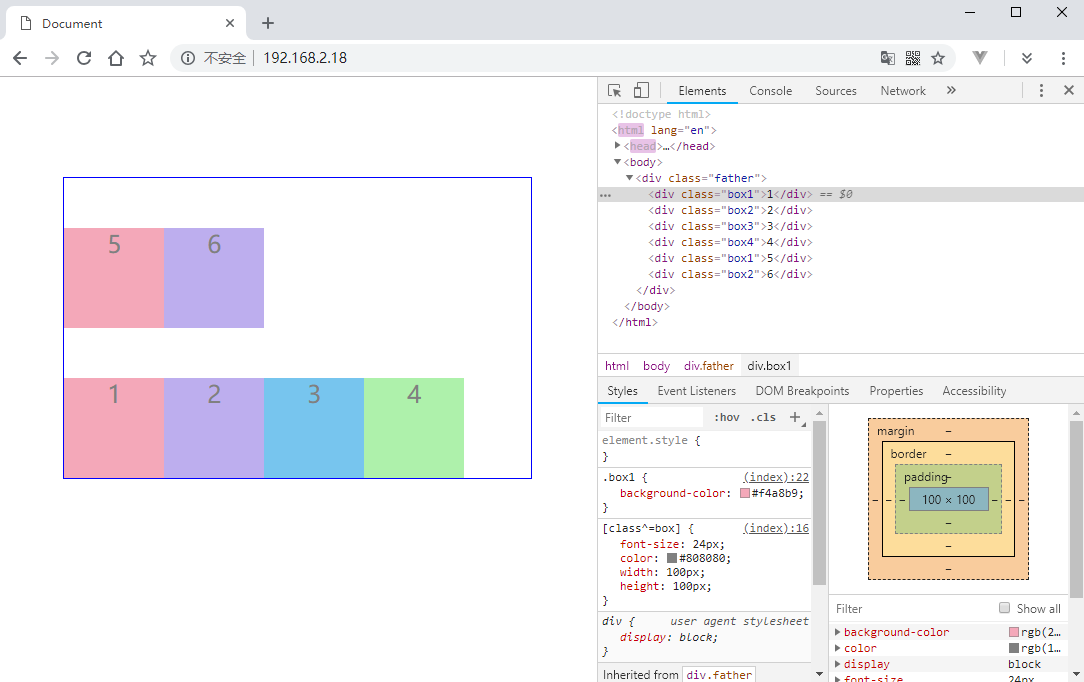 Document
不安全 192.168.2.18
5 6
1 2 3 4
Elements Console Sources Network »
<!doctype html>
<html lang="en">
<head>…</head>
<body>
<div class="father">
<div class="box1">1</div> == $0
<div class="box2">2</div>
<div class="box3">3</div>
<div class="box4">4</div>
<div class="box1">5</div>
<div class="box2">6</div>
</div>
</body>
</html>
html body div.father div.box1
Styles Event Listeners DOM Breakpoints Properties Accessibility
Filter :hov .cls +
element.style {
}
.box1 { (index):22
background-color: #f4a8b9;
}
[class^=box] { (index):16
font-size: 24px;
color: #808080;
width: 100px;
height: 100px;
}
div { user agent stylesheet
display: block;
}
Inherited from div.father
margin –
border –
padding –
– – – 100 × 100 – – –
–
–
–
Filter Show all
background-color rgb(2…
color rgb(1…
display block
font-size 24px